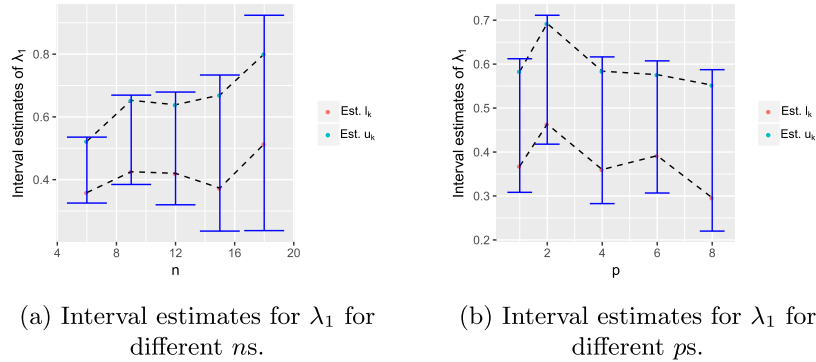 Interval estimates of λ₁
0.8
0.6
0.4
4
8
12
16
20
n
Est. lₖ
Est. uₖ
Interval estimates of λ₁
0.7
0.6
0.5
0.4
0.3
0.2
2
4
6
8
p
Est. lₖ
Est. uₖ
(a) Interval estimates for λ₁ for
different ns.
(b) Interval estimates for λ₁ for
different ps.